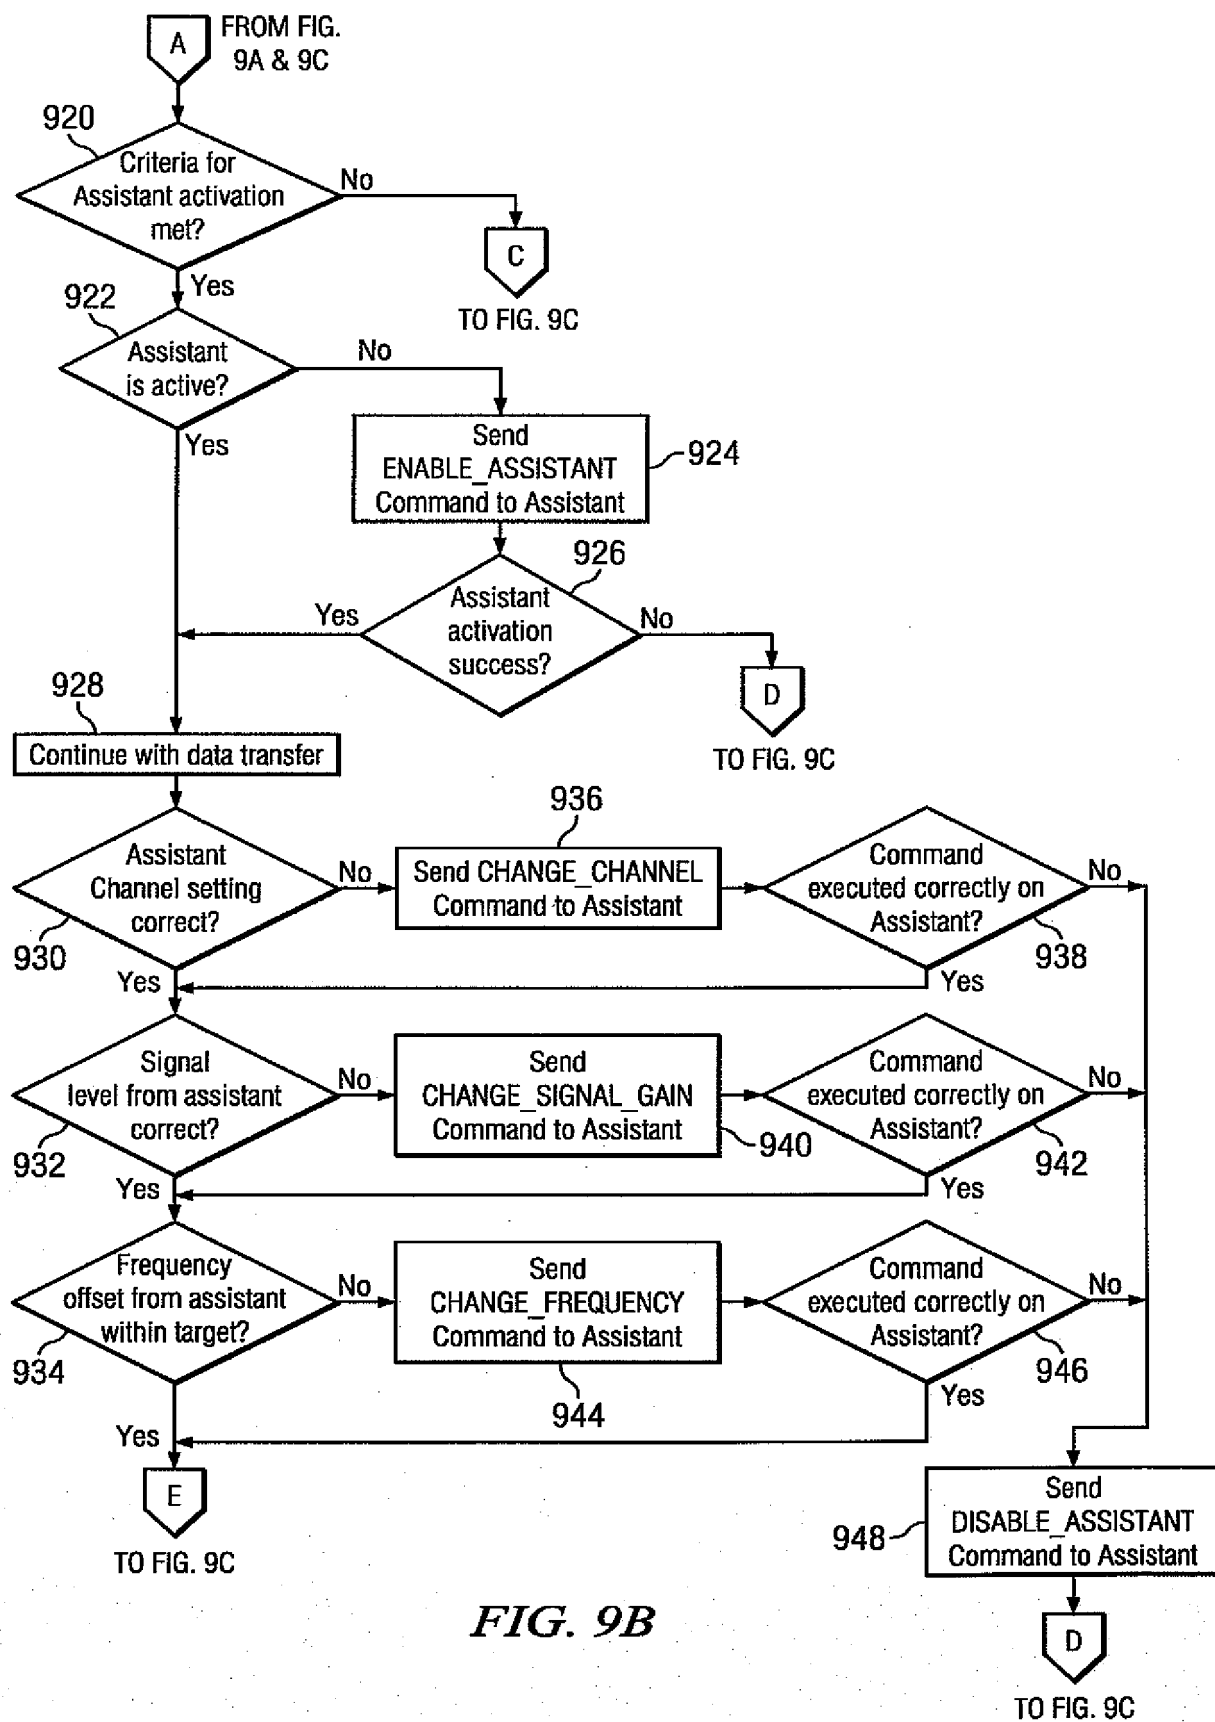 A
FROM FIG.
9A & 9C
920
Criteria for
Assistant activation
met?
No
C
TO FIG. 9C
Yes
922
Assistant
is active?
No
Yes
Send
ENABLE_ASSISTANT
Command to Assistant
924
926
Assistant
activation
success?
Yes
No
D
TO FIG. 9C
928
Continue with data transfer
Assistant
Channel setting
correct?
930
No
Yes
936
Send CHANGE_CHANNEL
Command to Assistant
Command
executed correctly on
Assistant?
938
No
Yes
Signal
level from assistant
correct?
932
No
Yes
Send
CHANGE_SIGNAL_GAIN
Command to Assistant
940
Command
executed correctly on
Assistant?
942
No
Yes
Frequency
offset from assistant
within target?
934
No
Yes
Send
CHANGE_FREQUENCY
Command to Assistant
944
Command
executed correctly on
Assistant?
946
No
Yes
E
TO FIG. 9C
948
Send
DISABLE_ASSISTANT
Command to Assistant
D
TO FIG. 9C
FIG. 9B